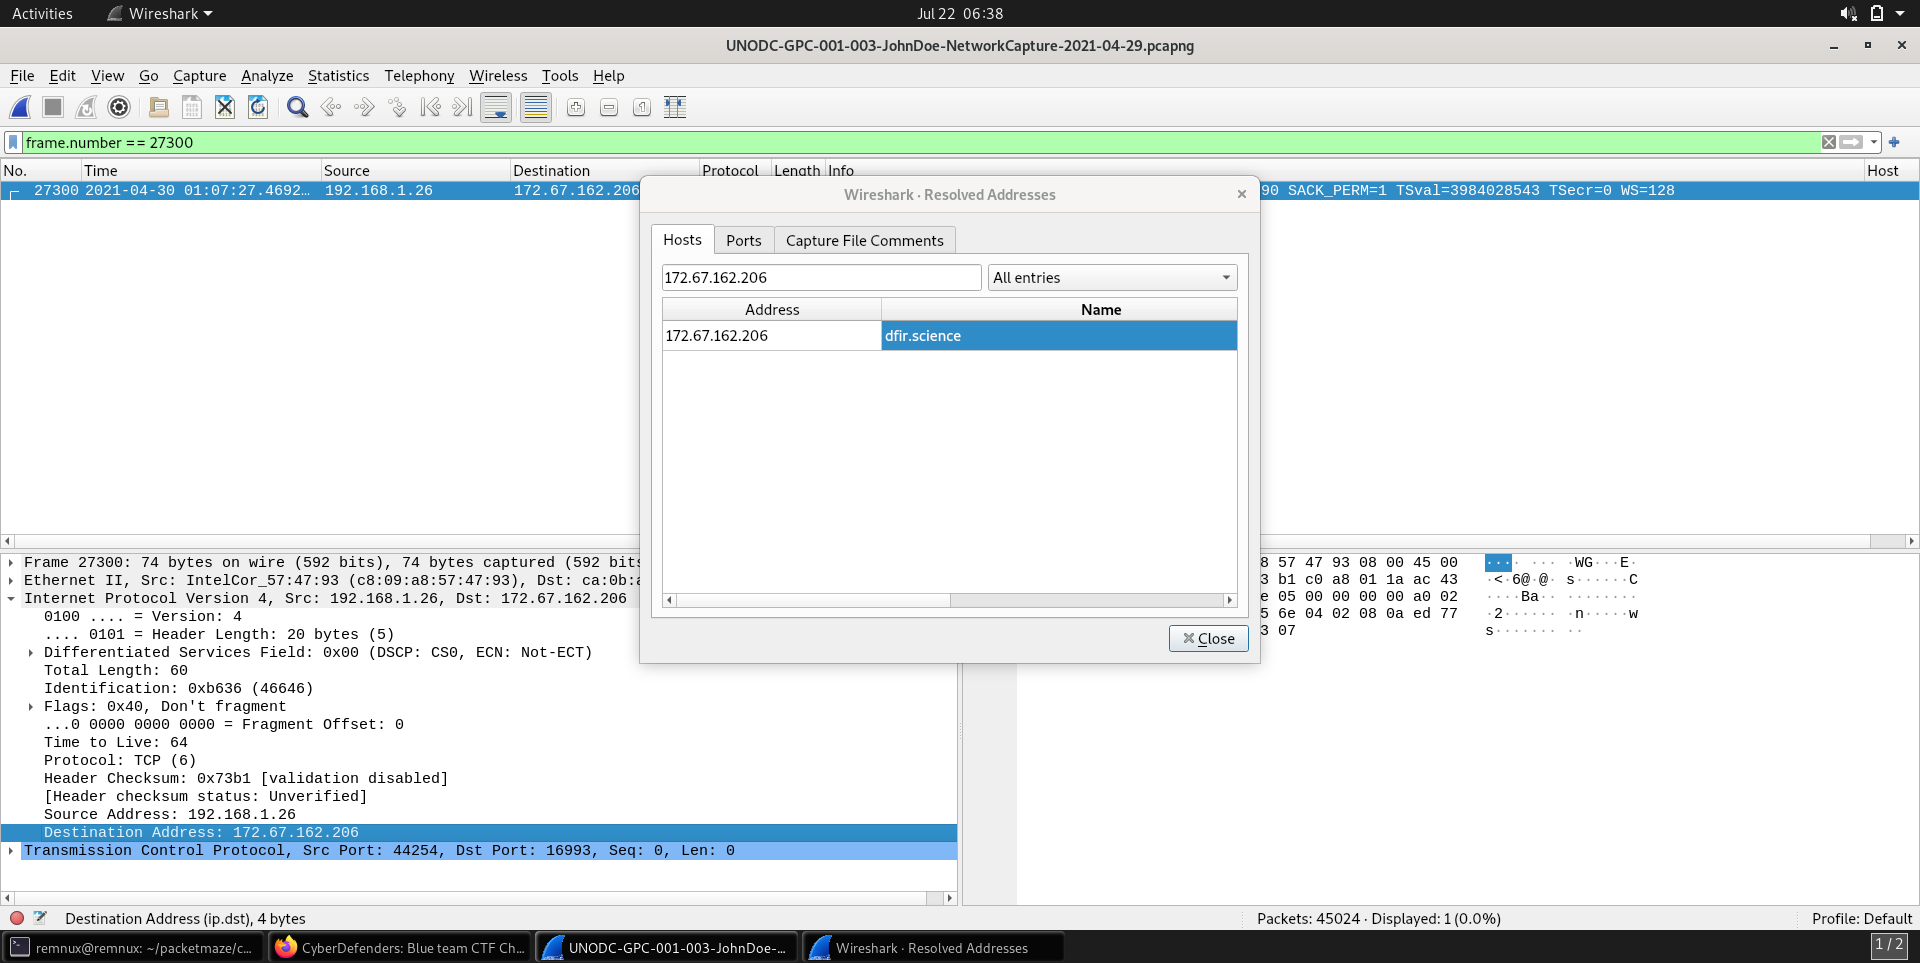 Activities
Wireshark
Jul 22 06:38
UNODC-GPC-001-003-JohnDoe-NetworkCapture-2021-04-29.pcapng
File Edit View Go Capture Analyze Statistics Telephony Wireless Tools Help
frame.number == 27300
No. Time Source Destination Protocol Length Info Host
27300 2021-04-30 01:07:27.4692… 192.168.1.26 172.67.162.206
90 SACK_PERM=1 TSval=3984028543 TSecr=0 WS=128
Wireshark · Resolved Addresses
Hosts Ports Capture File Comments
172.67.162.206
All entries
Address Name
172.67.162.206 dfir.science
Close
Frame 27300: 74 bytes on wire (592 bits), 74 bytes captured (592 bits
Ethernet II, Src: IntelCor_57:47:93 (c8:09:a8:57:47:93), Dst: ca:0b:a
Internet Protocol Version 4, Src: 192.168.1.26, Dst: 172.67.162.206
0100 .... = Version: 4
.... 0101 = Header Length: 20 bytes (5)
Differentiated Services Field: 0x00 (DSCP: CS0, ECN: Not-ECT)
Total Length: 60
Identification: 0xb636 (46646)
Flags: 0x40, Don't fragment
...0 0000 0000 0000 = Fragment Offset: 0
Time to Live: 64
Protocol: TCP (6)
Header Checksum: 0x73b1 [validation disabled]
[Header checksum status: Unverified]
Source Address: 192.168.1.26
Destination Address: 172.67.162.206
Transmission Control Protocol, Src Port: 44254, Dst Port: 16993, Seq: 0, Len: 0
8 57 47 93 08 00 45 00 ···· ··· ·WG···E·
3 b1 c0 a8 01 1a ac 43 ·<·6@·@· s······C
e 05 00 00 00 00 a0 02 ····Ba·· ········
5 6e 04 02 08 0a ed 77 ·2······ ·n·····w
3 07 s······· ··
Destination Address (ip.dst), 4 bytes
Packets: 45024 · Displayed: 1 (0.0%)
Profile: Default
remnux@remnux: ~/packetmaze/c…
CyberDefenders: Blue team CTF Ch…
UNODC-GPC-001-003-JohnDoe-…
Wireshark · Resolved Addresses
1 / 2